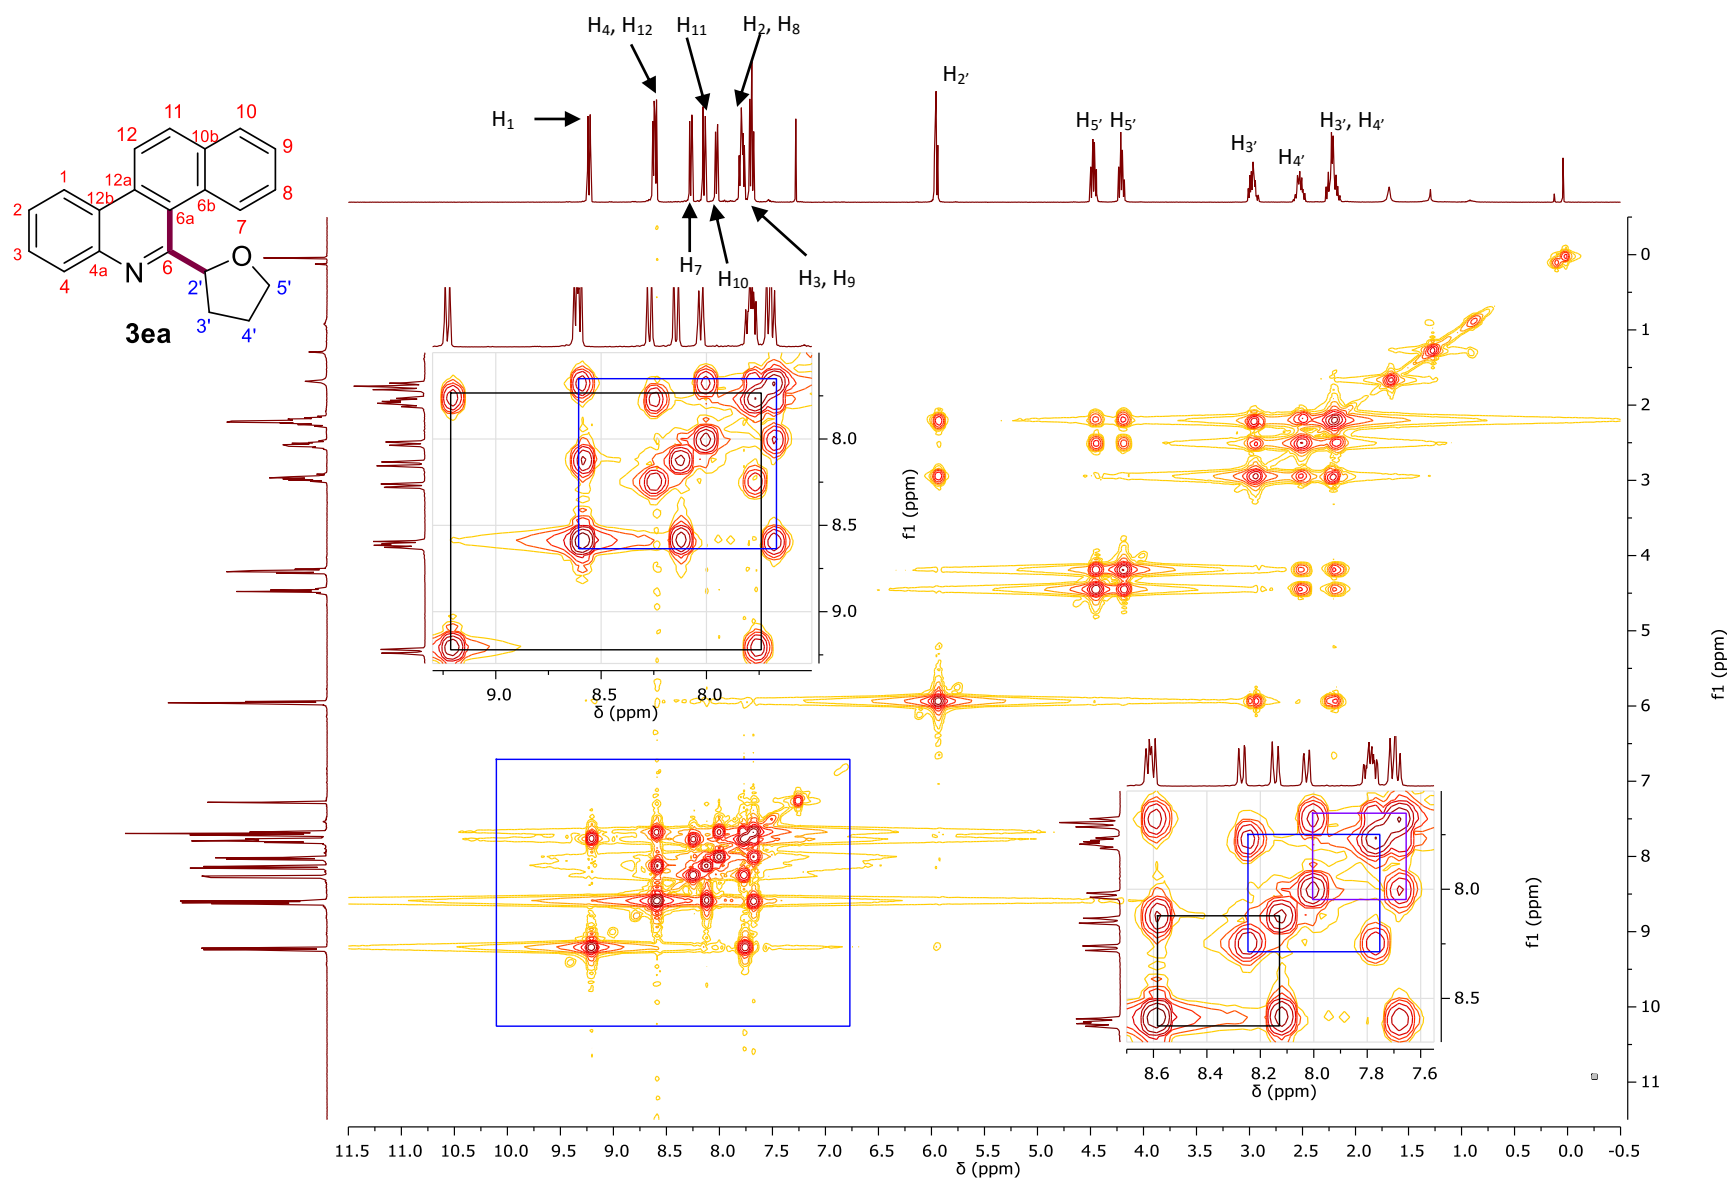 H₄, H₁₂
H₁₁
H₂, H₈
H₁
H₂’
H₅’
H₅’
H₃’
H₄’
H₃’, H₄’
H₇
H₁₀
H₃, H₉
11
10
12
10b
9
1
12a
8
2
12b
6b
6a
7
3
4a
6
O
N
4
2'
5'
3'
4'
3ea
8.0
8.5
9.0
f1 (ppm)
9.0
8.5
8.0
δ (ppm)
0
1
2
3
4
5
6
7
8
9
10
11
f1 (ppm)
8.0
8.5
f1 (ppm)
8.6
8.4
8.2
8.0
7.8
7.6
δ (ppm)
11.5
11.0
10.5
10.0
9.5
9.0
8.5
8.0
7.5
7.0
6.5
6.0
5.5
5.0
4.5
4.0
3.5
3.0
2.5
2.0
1.5
1.0
0.5
0.0
-0.5
δ (ppm)